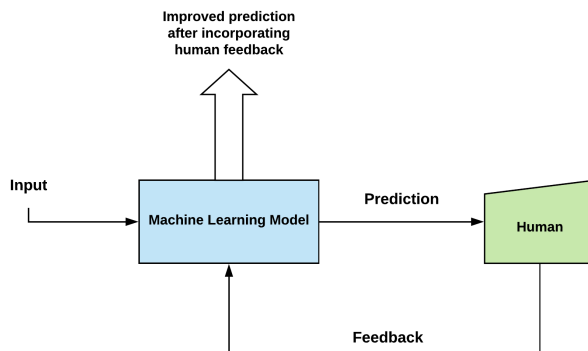 Improved prediction
after incorporating
human feedback
Input
Machine Learning Model
Prediction
Human
Feedback